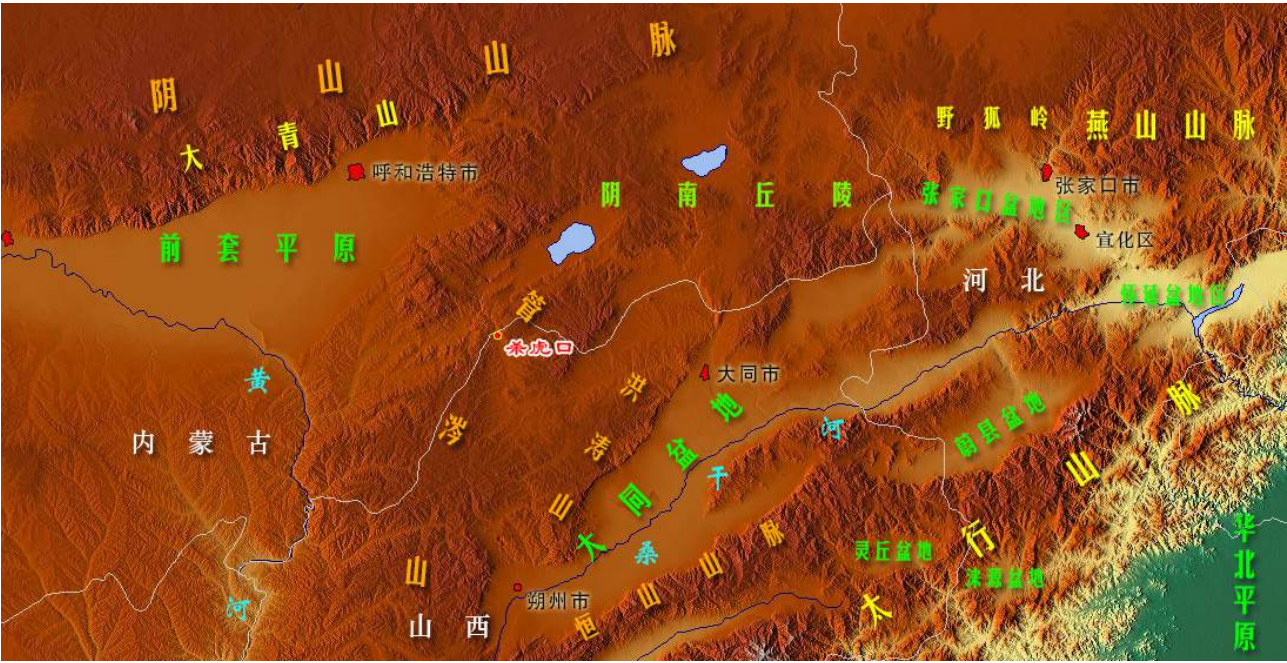 阴山山脉
大青山
野狐岭
燕山山脉
呼和浩特市
阴南丘陵
张家口市
张家口盆地区
宣化区
前套平原
河北
怀延盆地区
管涔山
杀虎口
洪涛山
大同市
黄河
内蒙古
大同盆地
桑干河
蔚县盆地
太行山脉
灵丘盆地
涞源盆地
恒山山脉
朔州市
山西
华北平原